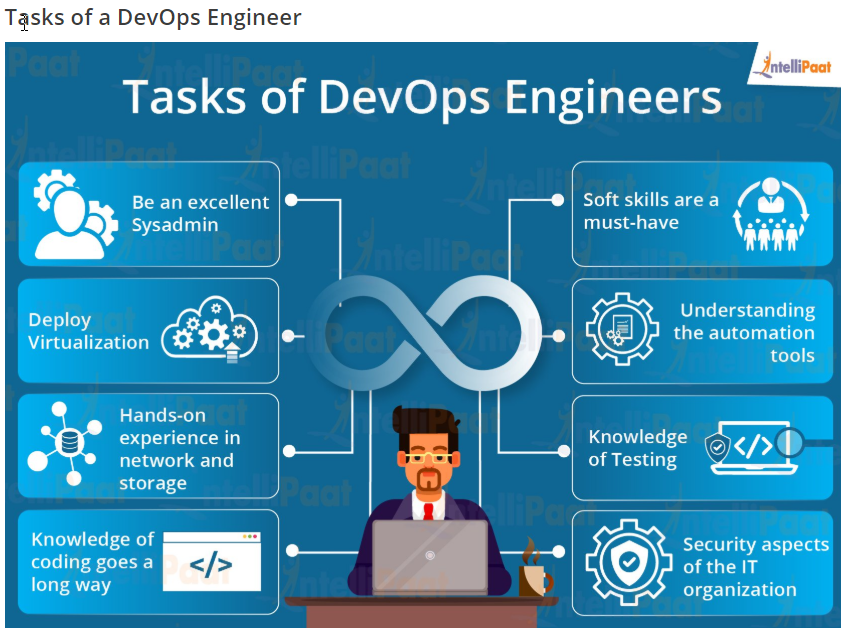 Tasks of a DevOps Engineer
IntelliPaat
Tasks of DevOps Engineers
Be an excellent
Sysadmin
Deploy
Virtualization
Hands-on
experience in
network and
storage
Knowledge of
coding goes a
long way
</>
Soft skills are a
must-have
Understanding
the automation
tools
Knowledge
of Testing
</>
Security aspects
of the IT
organization